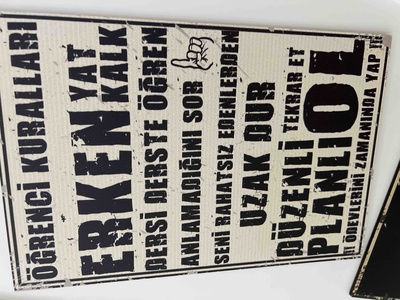 ÖĞRENCİ KURALLARI
ERKEN YAT
KALK
DERSİ DERSTE ÖĞREN
ANLAMADIĞINI SOR
SENİ RAHATSIZ EDENLERDEN
UZAK DUR
DÜZENLİ TEKRAR ET
PLANLI OL
!! ÖDEVLERİNİ ZAMANINDA YAP !!